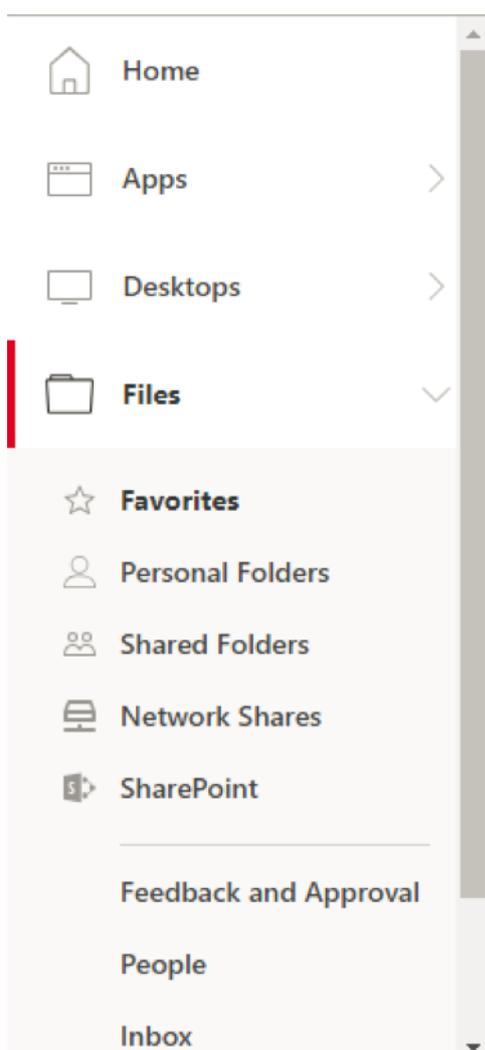 Home
Apps
Desktops
Files
Favorites
Personal Folders
Shared Folders
Network Shares
SharePoint
Feedback and Approval
People
Inbox